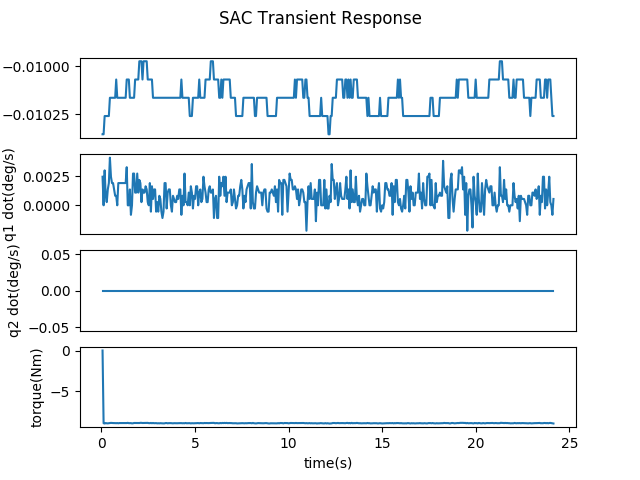 SAC Transient Response
−0.01000
−0.01025
q1 dot(deg/s)
0.0025
0.0000
q2 dot(deg/s)
0.05
0.00
−0.05
torque(Nm)
0
−5
0 5 10 15 20 25
time(s)